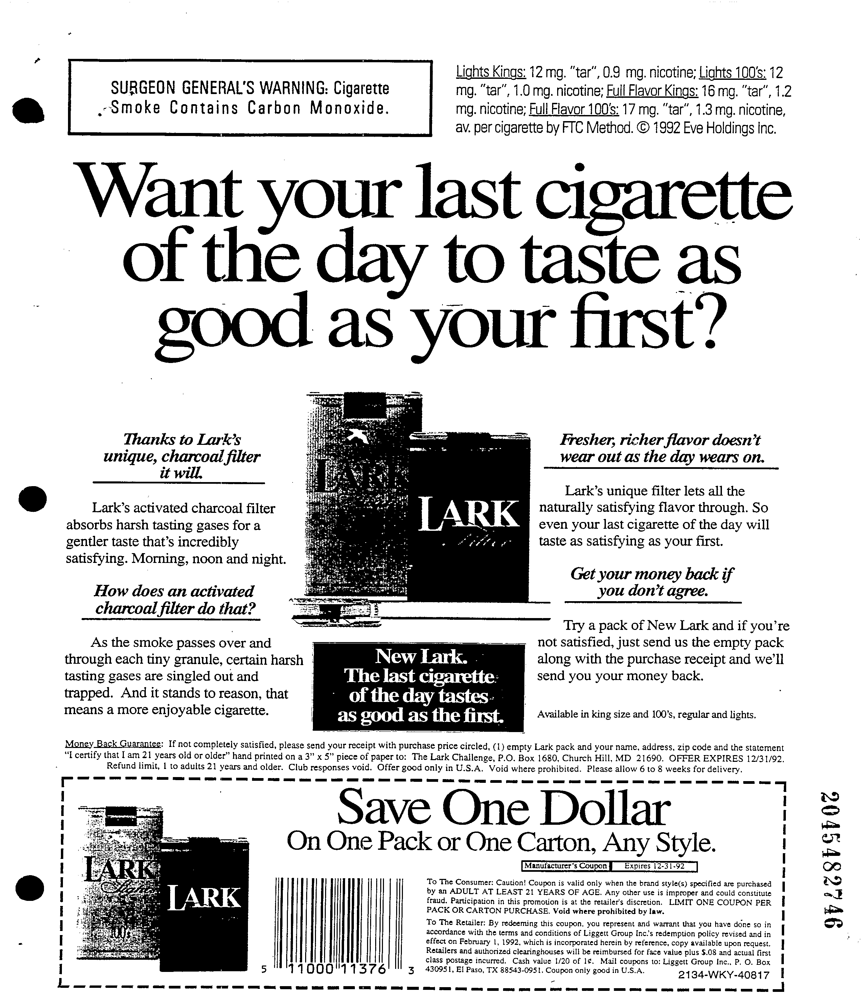 SURGEON GENERAL'S WARNING: Cigarette
Smoke Contains Carbon Monoxide.
Lights Kings: 12 mg. "tar", 0.9 mg. nicotine; Lights 100's: 12
mg. "tar", 1.0 mg. nicotine; Full Flavor Kings: 16 mg. "tar", 1.2
mg. nicotine; Full Flavor 100's: 17 mg. "tar", 1.3 mg. nicotine,
av. per cigarette by FTC Method. © 1992 Eve Holdings Inc.
Want your last cigarette
of the day to taste as
good as your first?
Thanks to Lark's
unique, charcoal filter
it will.
Lark's activated charcoal filter
absorbs harsh tasting gases for a
gentler taste that's incredibly
satisfying. Morning, noon and night.
How does an activated
charcoal filter do that?
As the smoke passes over and
through each tiny granule, certain harsh
tasting gases are singled out and
trapped. And it stands to reason, that
means a more enjoyable cigarette.
LARK
LARK
filter
New Lark.
The last cigarette
of the day tastes
as good as the first.
Fresher, richer flavor doesn't
wear out as the day wears on.
Lark's unique filter lets all the
naturally satisfying flavor through. So
even your last cigarette of the day will
taste as satisfying as your first.
Get your money back if
you don't agree.
Try a pack of New Lark and if you're
not satisfied, just send us the empty pack
along with the purchase receipt and we'll
send you your money back.
Available in king size and 100's, regular and lights.
Money Back Guarantee: If not completely satisfied, please send your receipt with purchase price circled, (1) empty Lark pack and your name, address, zip code and the statement
"I certify that I am 21 years old or older" hand printed on a 3" x 5" piece of paper to: The Lark Challenge, P.O. Box 1680, Church Hill, MD 21690. OFFER EXPIRES 12/31/92.
Refund limit, 1 to adults 21 years and older. Club responses void. Offer good only in U.S.A. Void where prohibited. Please allow 6 to 8 weeks for delivery.
Save One Dollar
On One Pack or One Carton, Any Style.
Manufacturer's Coupon Expires 12-31-92
LARK
100's
LARK
To The Consumer: Caution! Coupon is valid only when the brand style(s) specified are purchased
by an ADULT AT LEAST 21 YEARS OF AGE. Any other use is improper and could constitute
fraud. Participation in this promotion is at the retailer's discretion. LIMIT ONE COUPON PER
PACK OR CARTON PURCHASE. Void where prohibited by law.
To The Retailer: By redeeming this coupon, you represent and warrant that you have done so in
accordance with the terms and conditions of Liggett Group Inc.'s redemption policy revised and in
effect on February 1, 1992, which is incorporated herein by reference, copy available upon request.
Retailers and authorized clearinghouses will be reimbursed for face value plus $.08 and actual first
class postage incurred. Cash value 1/20 of 1¢. Mail coupons to: Liggett Group Inc., P. O. Box
430951, El Paso, TX 88543-0951. Coupon only good in U.S.A.
2134-WKY-40817
5 11000 11376 3
2045482746